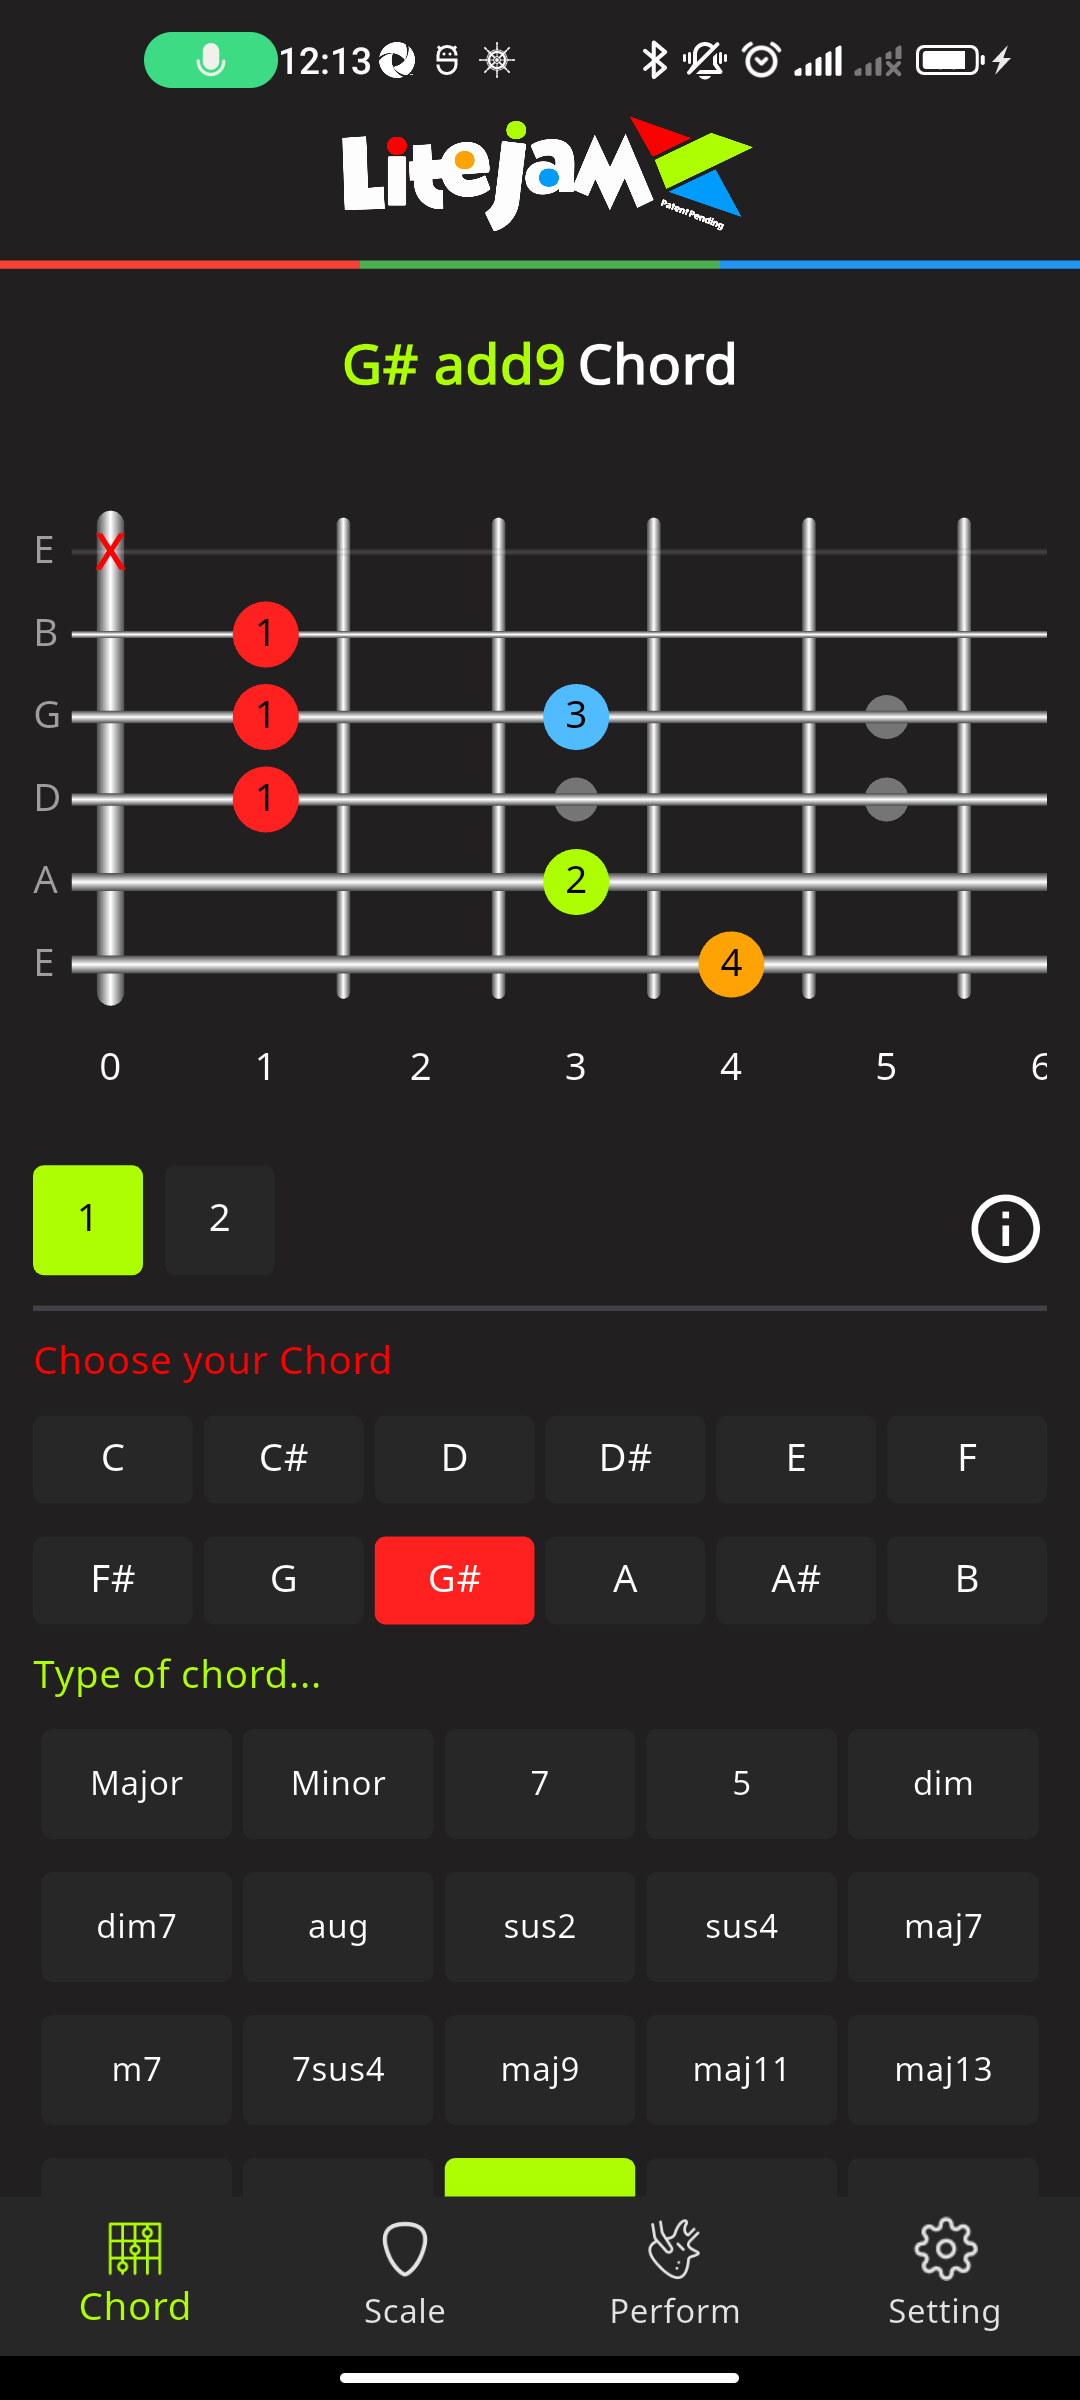 12:13
Litejam
Patent Pending
G# add9 Chord
E X
B 1
G 1 3
D 1
A 2
E 4
0 1 2 3 4 5 6
1 2
Choose your Chord
C C# D D# E F
F# G G# A A# B
Type of chord...
Major Minor 7 5 dim
dim7 aug sus2 sus4 maj7
m7 7sus4 maj9 maj11 maj13
Chord Scale Perform Setting